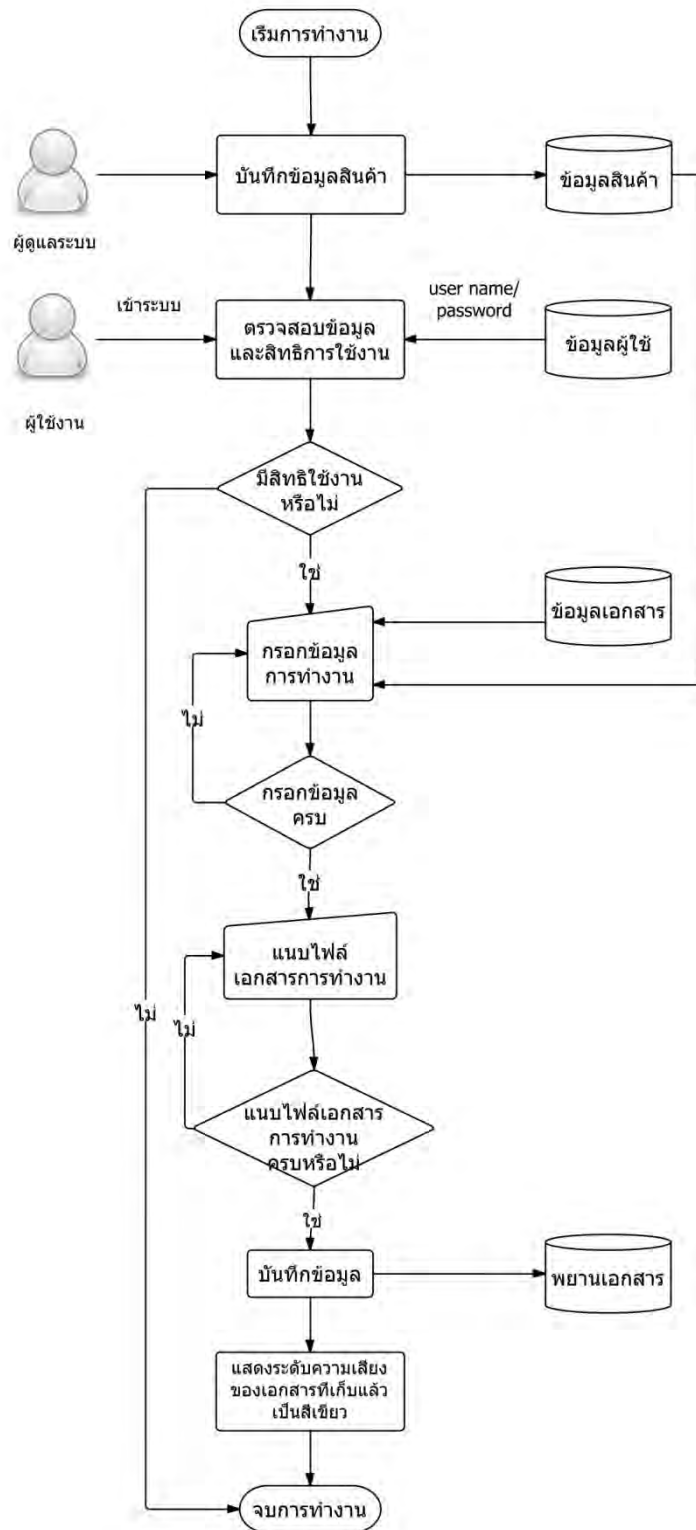 เริ่มการทำงาน
บันทึกข้อมูลสินค้า
ข้อมูลสินค้า
ผู้ดูแลระบบ
เข้าระบบ
ตรวจสอบข้อมูล
และสิทธิการใช้งาน
user name/
password
ข้อมูลผู้ใช้
ผู้ใช้งาน
มีสิทธิใช้งาน
หรือไม่
ใช่
ข้อมูลเอกสาร
กรอกข้อมูล
การทำงาน
ไม่
กรอกข้อมูล
ครบ
ใช่
แนบไฟล์
เอกสารการทำงาน
ไม่
ไม่
แนบไฟล์เอกสาร
การทำงาน
ครบหรือไม่
ใช่
บันทึกข้อมูล
พยานเอกสาร
แสดงระดับความเสี่ยง
ของเอกสารที่เก็บแล้ว
เป็นสีเขียว
จบการทำงาน